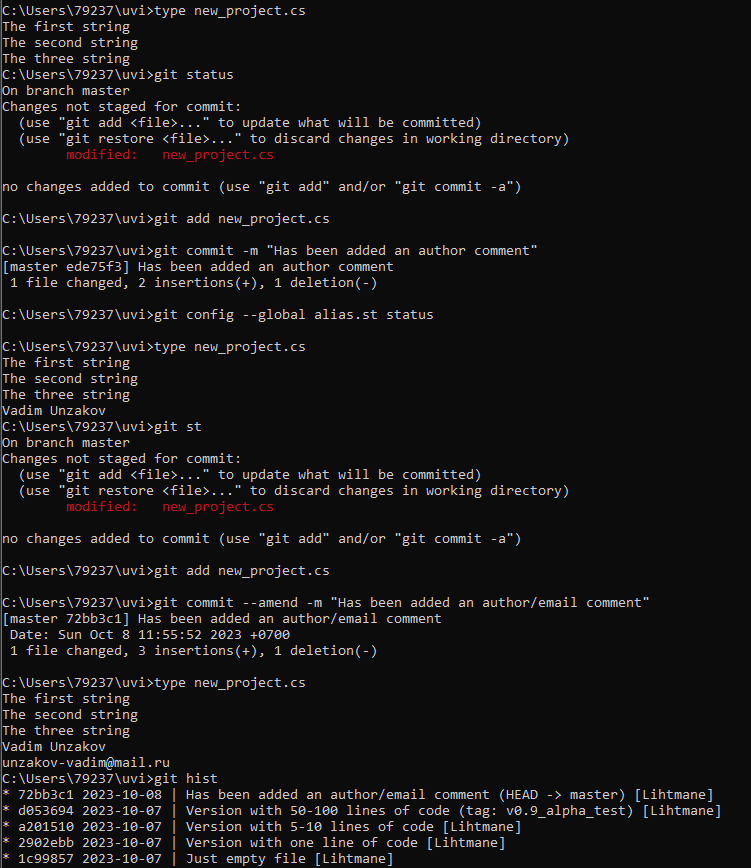 C:\Users\79237\uvi>type new_project.cs
The first string
The second string
The three string
C:\Users\79237\uvi>git status
On branch master
Changes not staged for commit:
  (use "git add <file>..." to update what will be committed)
  (use "git restore <file>..." to discard changes in working directory)
        modified:   new_project.cs
no changes added to commit (use "git add" and/or "git commit -a")
C:\Users\79237\uvi>git add new_project.cs
C:\Users\79237\uvi>git commit -m "Has been added an author comment"
[master ede75f3] Has been added an author comment
 1 file changed, 2 insertions(+), 1 deletion(-)
C:\Users\79237\uvi>git config --global alias.st status
C:\Users\79237\uvi>type new_project.cs
The first string
The second string
The three string
Vadim Unzakov
C:\Users\79237\uvi>git st
On branch master
Changes not staged for commit:
  (use "git add <file>..." to update what will be committed)
  (use "git restore <file>..." to discard changes in working directory)
        modified:   new_project.cs
no changes added to commit (use "git add" and/or "git commit -a")
C:\Users\79237\uvi>git add new_project.cs
C:\Users\79237\uvi>git commit --amend -m "Has been added an author/email comment"
[master 72bb3c1] Has been added an author/email comment
 Date: Sun Oct 8 11:55:52 2023 +0700
 1 file changed, 3 insertions(+), 1 deletion(-)
C:\Users\79237\uvi>type new_project.cs
The first string
The second string
The three string
Vadim Unzakov
unzakov-vadim@mail.ru
C:\Users\79237\uvi>git hist
* 72bb3c1 2023-10-08 | Has been added an author/email comment (HEAD -> master) [Lihtmane]
* d053694 2023-10-07 | Version with 50-100 lines of code (tag: v0.9_alpha_test) [Lihtmane]
* a201510 2023-10-07 | Version with 5-10 lines of code [Lihtmane]
* 2902ebb 2023-10-07 | Version with one line of code [Lihtmane]
* 1c99857 2023-10-07 | Just empty file [Lihtmane]